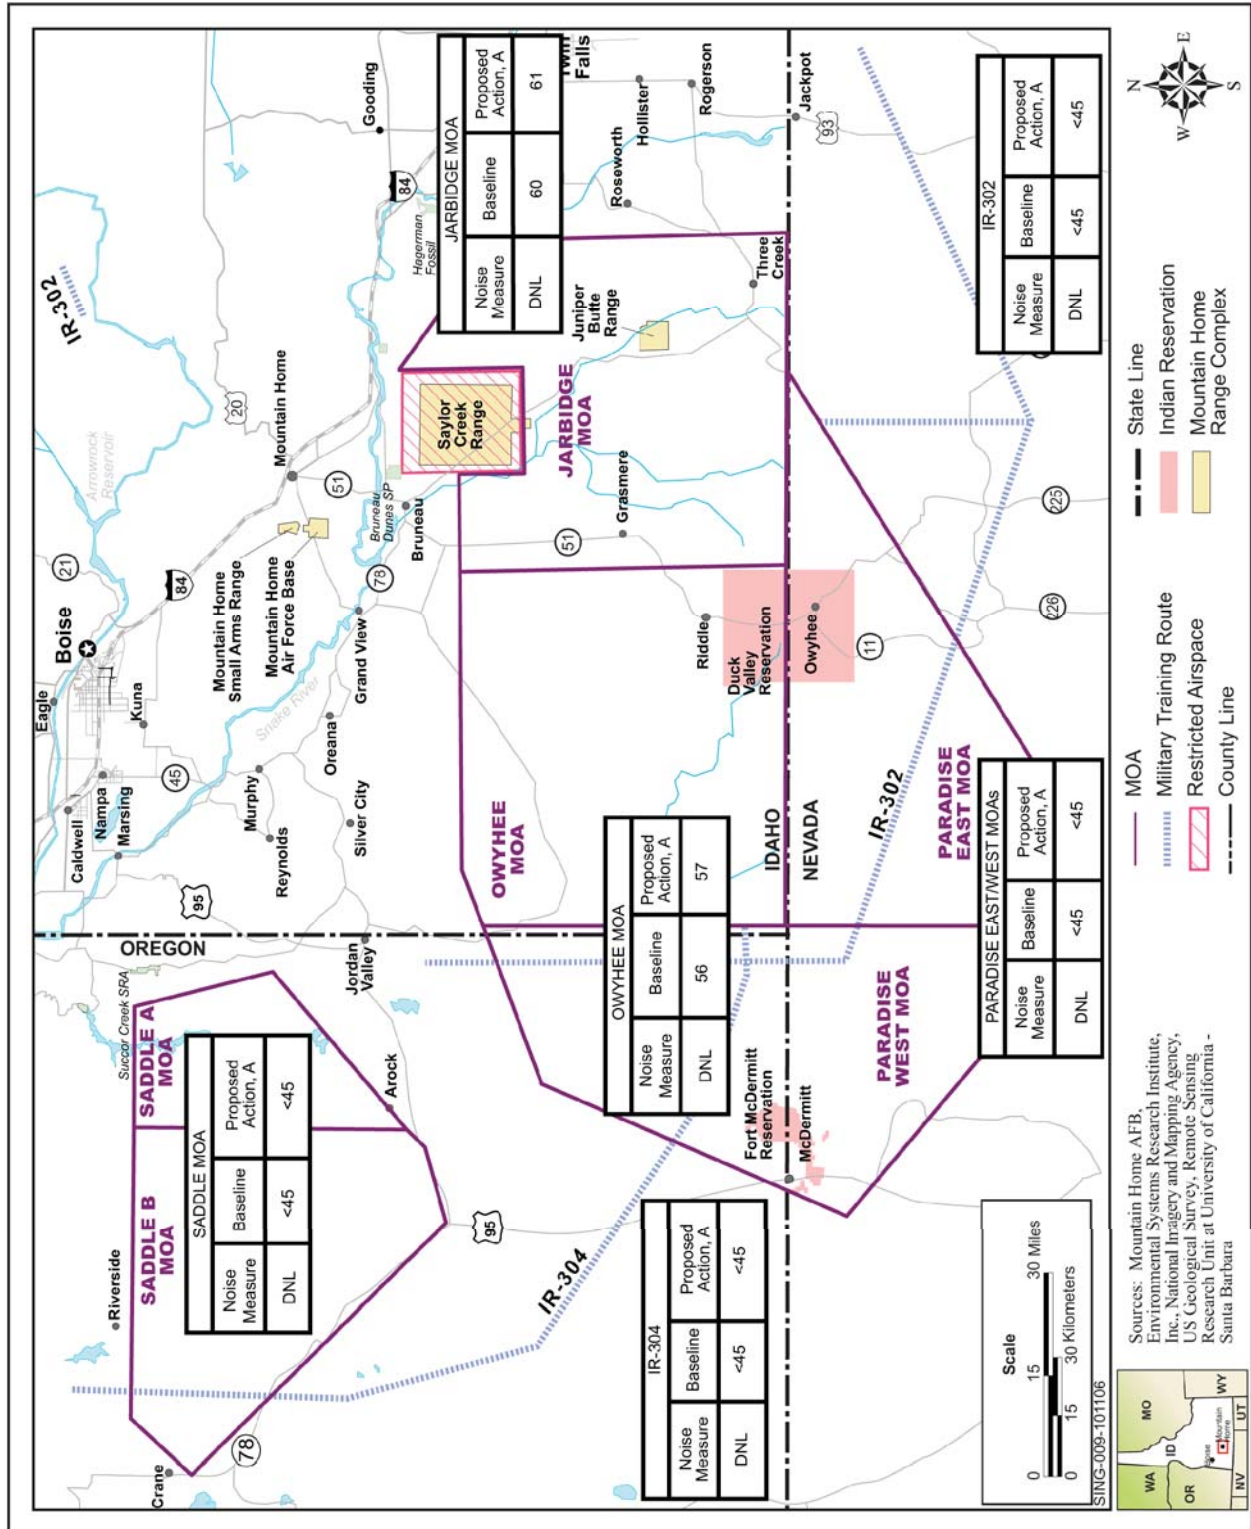 IR-302
Arrowrock
Reservoir
21
20
84
Boise
Eagle
Caldwell
Nampa
Marsing
Kuna
45
Mountain Home
51
Mountain Home
Small Arms Range
Mountain Home
Air Force Base
Gooding
84
Hagerman
Fossil
Snake River
Murphy
Reynolds
Oreana
Grand View
78
Bruneau
Dunes SP
Bruneau
Silver City
95
OREGON
Jordan
Valley
Succor Creek SRA
SADDLE A
MOA
SADDLE B
MOA
Riverside
Crane
78
Arock
95
SADDLE MOA
Noise
Measure
Baseline
Proposed
Action, A
DNL
<45
<45
JARBIDGE MOA
Noise
Measure
Baseline
Proposed
Action, A
DNL
60
61
Falls
Hollister
Rogerson
Roseworth
Jackpot
93
Three
Creek
Juniper
Butte
Range
Saylor
Creek
Range
JARBIDGE
MOA
Grasmere
51
OWYHEE
MOA
Riddle
Duck
Valley
Reservation
Owyhee
11
225
226
IDAHO
NEVADA
OWYHEE MOA
Noise
Measure
Baseline
Proposed
Action, A
DNL
56
57
IR-302
PARADISE
EAST MOA
PARADISE
WEST MOA
Fort McDermitt
Reservation
McDermitt
IR-304
IR-304
Noise
Measure
Baseline
Proposed
Action, A
DNL
<45
<45
PARADISE EAST/WEST MOAs
Noise
Measure
Baseline
Proposed
Action, A
DNL
<45
<45
IR-302
Noise
Measure
Baseline
Proposed
Action, A
DNL
<45
<45
Scale
0 15 30 Miles
0 15 30 Kilometers
SING-009-101106
WA
MO
ID
OR
Boise
Mountain
Home
WY
NV
UT
Sources: Mountain Home AFB,
Environmental Systems Research Institute,
Inc., National Imagery and Mapping Agency,
US Geological Survey, Remote Sensing
Research Unit at University of California -
Santa Barbara
MOA
Military Training Route
Restricted Airspace
County Line
State Line
Indian Reservation
Mountain Home
Range Complex
N
E
S
W